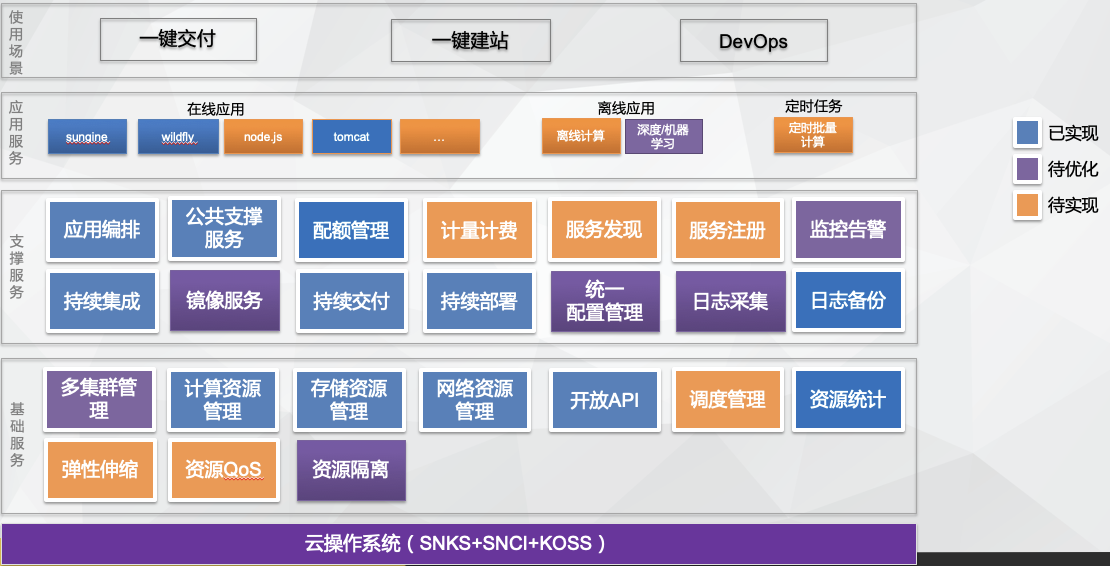 使用场景
一键交付
一键建站
DevOps
应用服务
在线应用
离线应用
定时任务
sungine
wildfly
node.js
tomcat
...
离线计算
深度/机器
学习
定时批量
计算
已实现
待优化
待实现
支撑服务
应用编排
公共支撑
服务
配额管理
计量计费
服务发现
服务注册
监控告警
持续集成
镜像服务
持续交付
持续部署
统一
配置管理
日志采集
日志备份
基础服务
多集群管
理
计算资源
管理
存储资源
管理
网络资源
管理
开放API
调度管理
资源统计
弹性伸缩
资源QoS
资源隔离
云操作系统（SNKS+SNCI+KOSS）